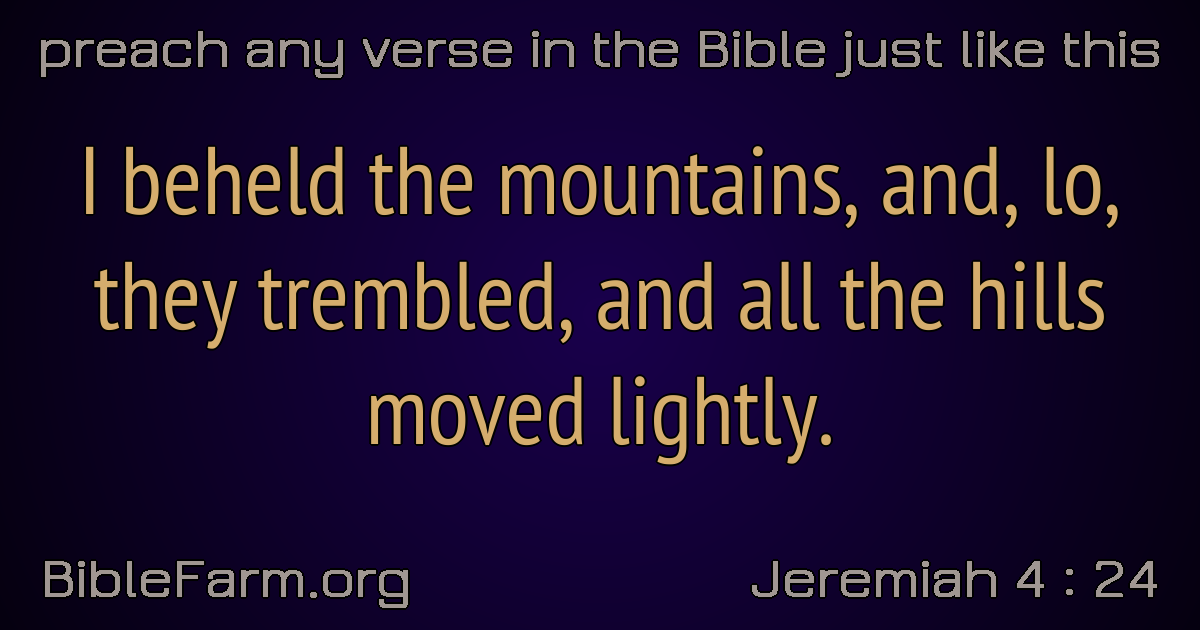 preach any verse in the Bible just like this
I beheld the mountains, and, lo,
they trembled, and all the hills
moved lightly.
BibleFarm.org
Jeremiah 4 : 24